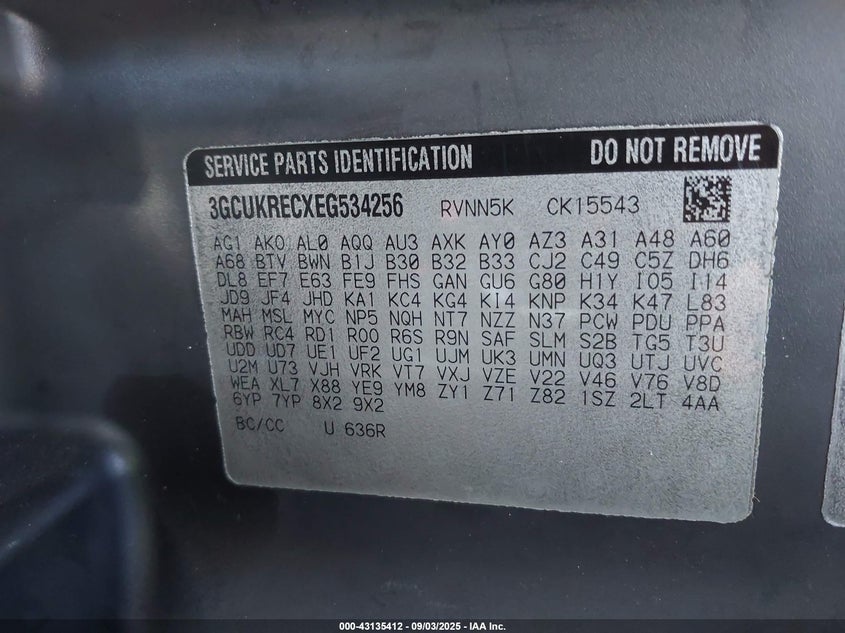 SERVICE PARTS IDENTIFICATION DO NOT REMOVE
3GCUKRECXEG534256 RVNN5K CK15543
AG1 AKO AL0 AQQ AU3 AXK AY0 AZ3 A31 A48 A60
A68 BTV BWN B1J B30 B32 B33 CJ2 C49 C5Z DH6
DL8 EF7 E63 FE9 FHS GAN GU6 G80 H1Y IO5 I14
JD9 JF4 JHD KA1 KC4 KG4 KI4 KNP K34 K47 L83
MAH MSL MYC NP5 NQH NT7 NZZ N37 PCW PDU PPA
RBW RC4 RD1 ROO R6S R9N SAF SLM S2B TG5 T3U
UDD UD7 UE1 UF2 UG1 UJM UK3 UMN UQ3 UTJ UVC
U2M U73 VJH VRK VT7 VXJ VZE V22 V46 V76 V8D
WEA XL7 X88 YE9 YM8 ZY1 Z71 Z82 1SZ 2LT 4AA
6YP 7YP 8X2 9X2
BC/CC U 636R
000-43135412 - 09/03/2025 - IAA Inc.